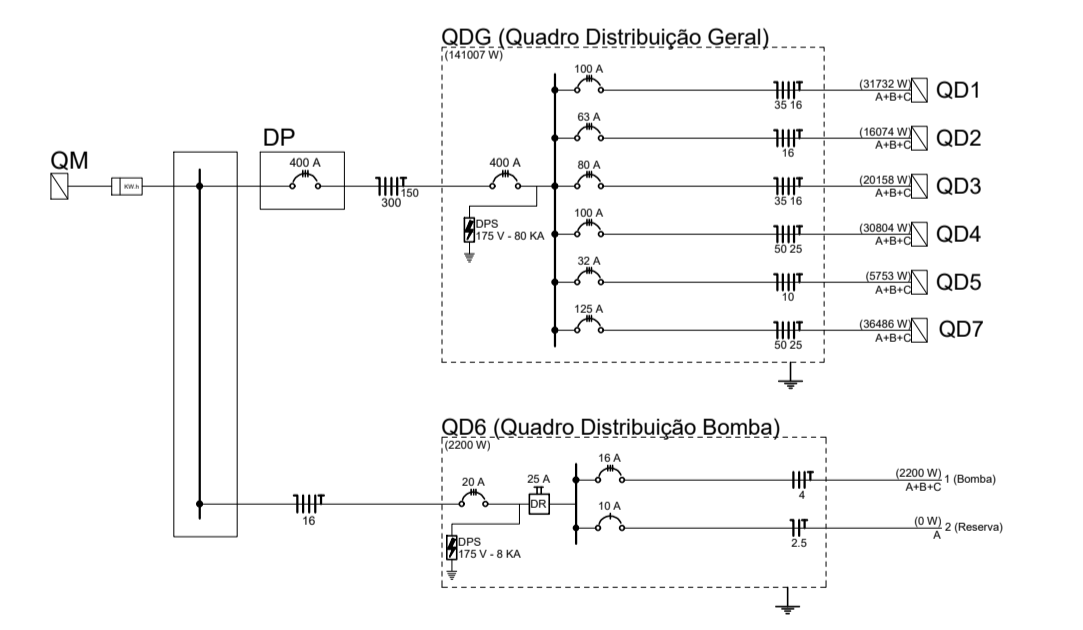 QDG (Quadro Distribuição Geral)
(141007 W)
QM
KW.h
DP
400 A
150
300
400 A
DPS
175 V - 80 KA
100 A
35 16
(31732 W)
A+B+C
QD1
63 A
16
(16074 W)
A+B+C
QD2
80 A
35 16
(20158 W)
A+B+C
QD3
100 A
50 25
(30804 W)
A+B+C
QD4
32 A
10
(5753 W)
A+B+C
QD5
125 A
50 25
(36486 W)
A+B+C
QD7
QD6 (Quadro Distribuição Bomba)
(2200 W)
16
20 A
25 A
DR
DPS
175 V - 8 KA
16 A
4
(2200 W)
A+B+C
1 (Bomba)
10 A
2.5
(0 W)
A
2 (Reserva)